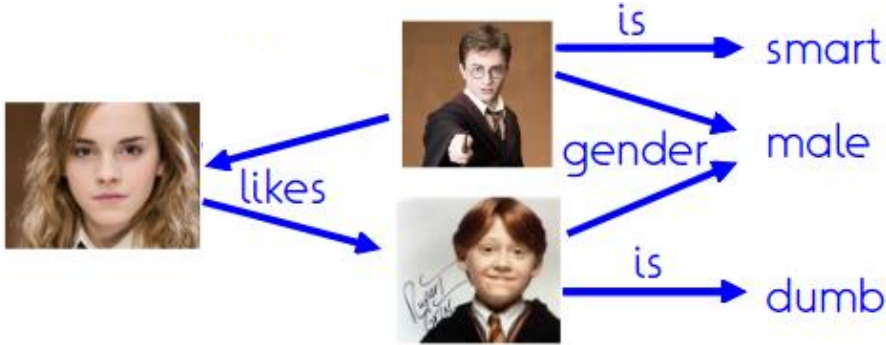 is
smart
gender
male
likes
is
dumb